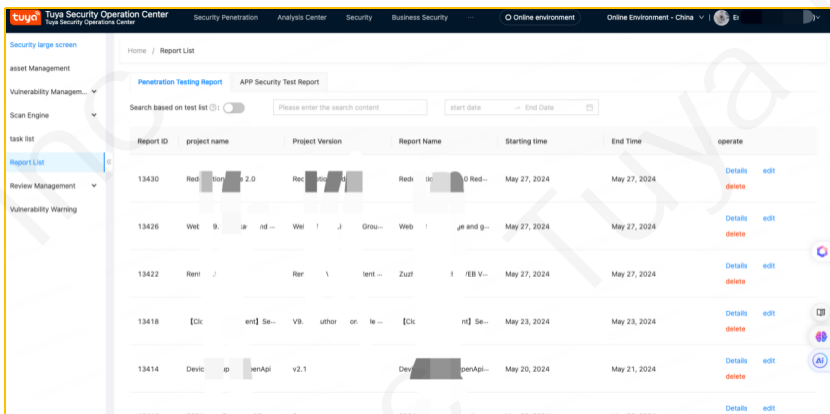 tuya Tuya Security Operation Center
Tuya Security Operations Center
Security Penetration Analysis Center Security Business Security ··· Online environment Online Environment - China
Security large screen
asset Management
Vulnerability Managem...
Scan Engine
task list
Report List
Review Management
Vulnerability Warning
Home / Report List
Penetration Testing Report APP Security Test Report
Search based on test list : Please enter the search content start date → End Date
Report ID project name Project Version Report Name Starting time End Time operate
13430 2.0 May 27, 2024 May 27, 2024 Details edit
delete
13426 May 27, 2024 May 27, 2024 Details edit
delete
13422 May 27, 2024 May 27, 2024 Details edit
delete
13418 V9. May 23, 2024 May 23, 2024 Details edit
delete
13414 v2.1 May 20, 2024 May 21, 2024 Details edit
delete
Details edit
Inc
Tuya
AI